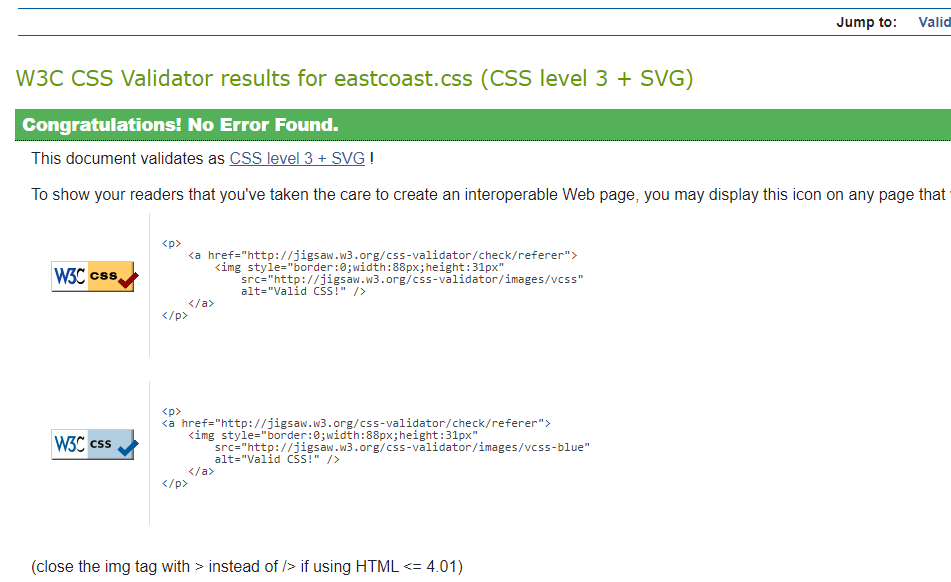 Jump to: Valid
W3C CSS Validator results for eastcoast.css (CSS level 3 + SVG)
Congratulations! No Error Found.
This document validates as CSS level 3 + SVG !
To show your readers that you've taken the care to create an interoperable Web page, you may display this icon on any page that
<p>
<a href="http://jigsaw.w3.org/css-validator/check/referer">
<img style="border:0;width:88px;height:31px"
W3C css
src="http://jigsaw.w3.org/css-validator/images/vcss"
alt="Valid CSS!" />
</a>
</p>
<p>
<a href="http://jigsaw.w3.org/css-validator/check/referer">
<img style="border:0;width:88px;height:31px"
W3C css
src="http://jigsaw.w3.org/css-validator/images/vcss-blue"
alt="Valid CSS!" />
</a>
</p>
(close the img tag with > instead of /> if using HTML <= 4.01)